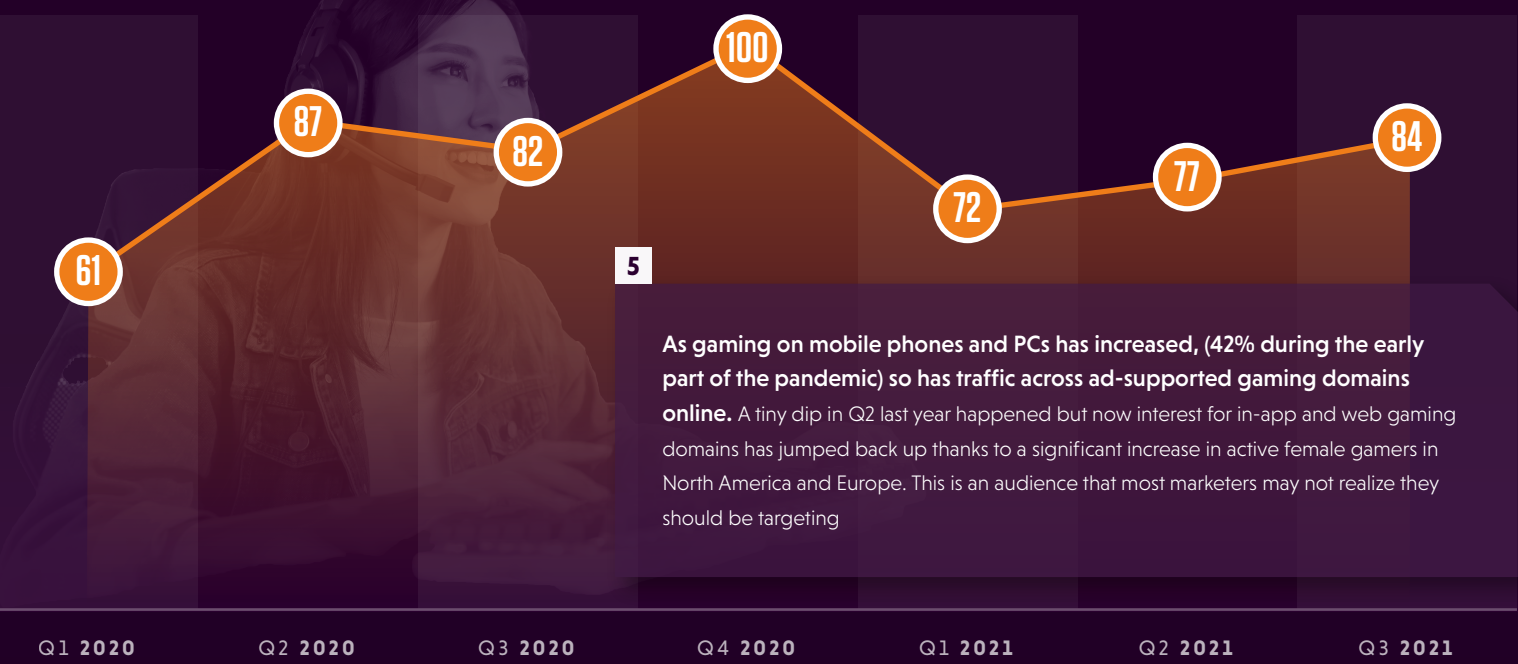 100
87
82
84
77
72
61
5
As gaming on mobile phones and PCs has increased, (42% during the early
part of the pandemic) so has traffic across ad-supported gaming domains
online. A tiny dip in Q2 last year happened but now interest for in-app and web gaming
domains has jumped back up thanks to a significant increase in active female gamers in
North America and Europe. This is an audience that most marketers may not realize they
should be targeting
Q1 2020 Q2 2020 Q3 2020 Q4 2020 Q1 2021 Q2 2021 Q3 2021